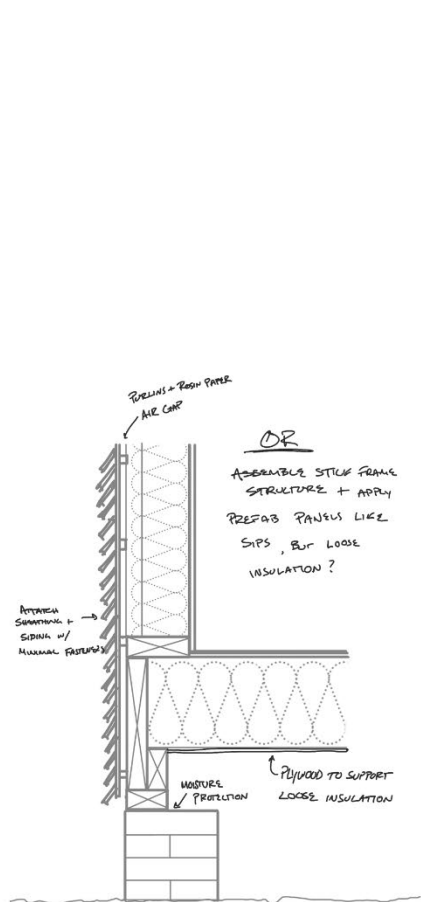 PURLINS + ROSIN PAPER
AIR GAP
OR
ASSEMBLE STICK FRAME
STRUCTURE + APPLY
PREFAB PANELS LIKE
SIPS, BUT LOOSE
INSULATION?
ATTATCH
SHEATHING +
SIDING W/
MINIMAL FASTENERS
MOISTURE
PROTECTION
PLYWOOD TO SUPPORT
LOOSE INSULATION